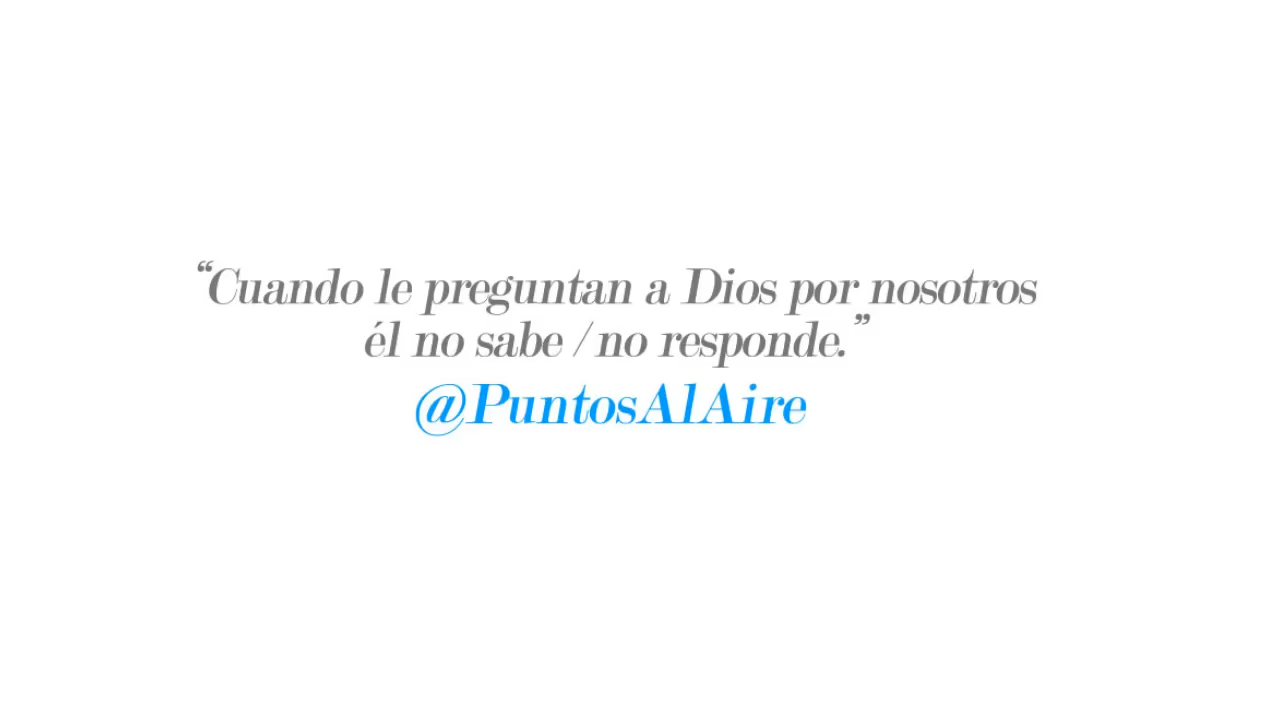 “Cuando le preguntan a Dios por nosotros
él no sabe / no responde.”
@PuntosAlAire